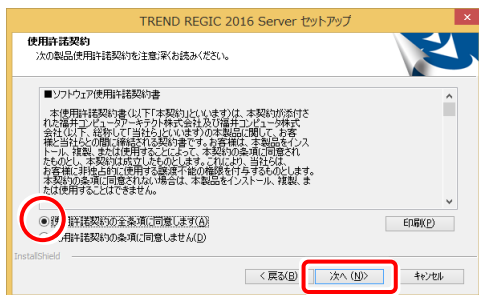 TREND REGIC 2016 Server セットアップ
使用許諾契約
次の製品使用許諾契約を注意深くお読みください。
■ソフトウェア使用許諾契約書
本使用許諾契約書(以下「本契約」といいます)は、本契約が添付さ
れた福井コンピュータアーキテクト株式会社及び福井コンピュータ株式
会社(以下、総称して「当社ら」といいます)の本製品に関して、お客
様と当社らとの間に締結される契約書です。お客様は、本製品をインス
トール、複製、または使用することによって、本契約の条項に同意され
たものとし、本契約は成立したものとします。これにより、当社らは、
お客様に非独占的に使用する譲渡不能の権限を付与するものとします。
本契約の条項に同意されない場合は、本製品をインストール、複製、ま
たは使用することはできません。
使用許諾契約の全条項に同意します(A)
印刷(P)
使用許諾契約の条項に同意しません(D)
InstallShield
< 戻る(B)
次へ (N)>
キャンセル